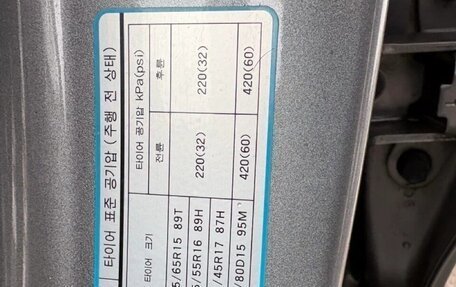 타이어 표준 공기압 (주행 전 상태)
타이어 크기 타이어 공기압 kPa(psi)
전륜 후륜
5/65R15 89T
/55R16 89H 220(32) 220(32)
/45R17 87H
/80D15 95M 420(60) 420(60)